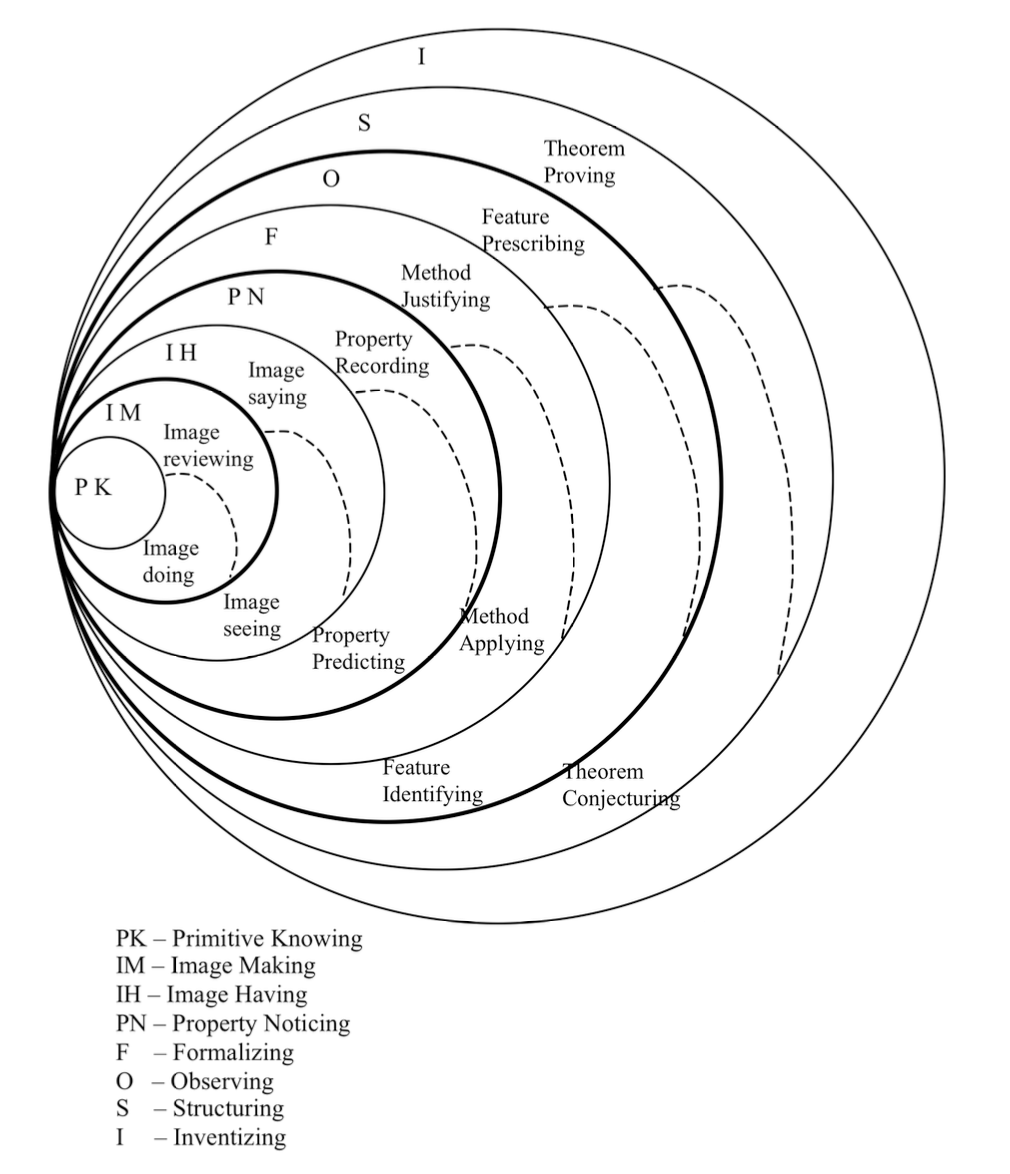 I
S
Theorem
Proving
O
Feature
Prescribing
F
Method
Justifying
P N
Property
Recording
I H
Image
saying
I M
Image
reviewing
P K
Image
doing
Image
seeing
Property
Predicting
Method
Applying
Feature
Identifying
Theorem
Conjecturing
PK – Primitive Knowing
IM – Image Making
IH – Image Having
PN – Property Noticing
F – Formalizing
O – Observing
S – Structuring
I – Inventizing